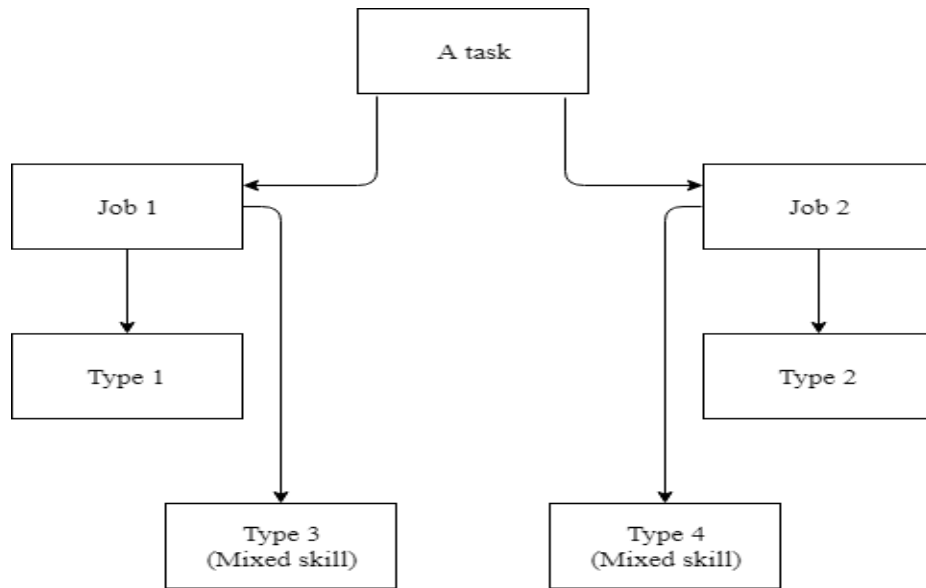 A task
Job 1
Job 2
Type 1
Type 2
Type 3
(Mixed skill)
Type 4
(Mixed skill)